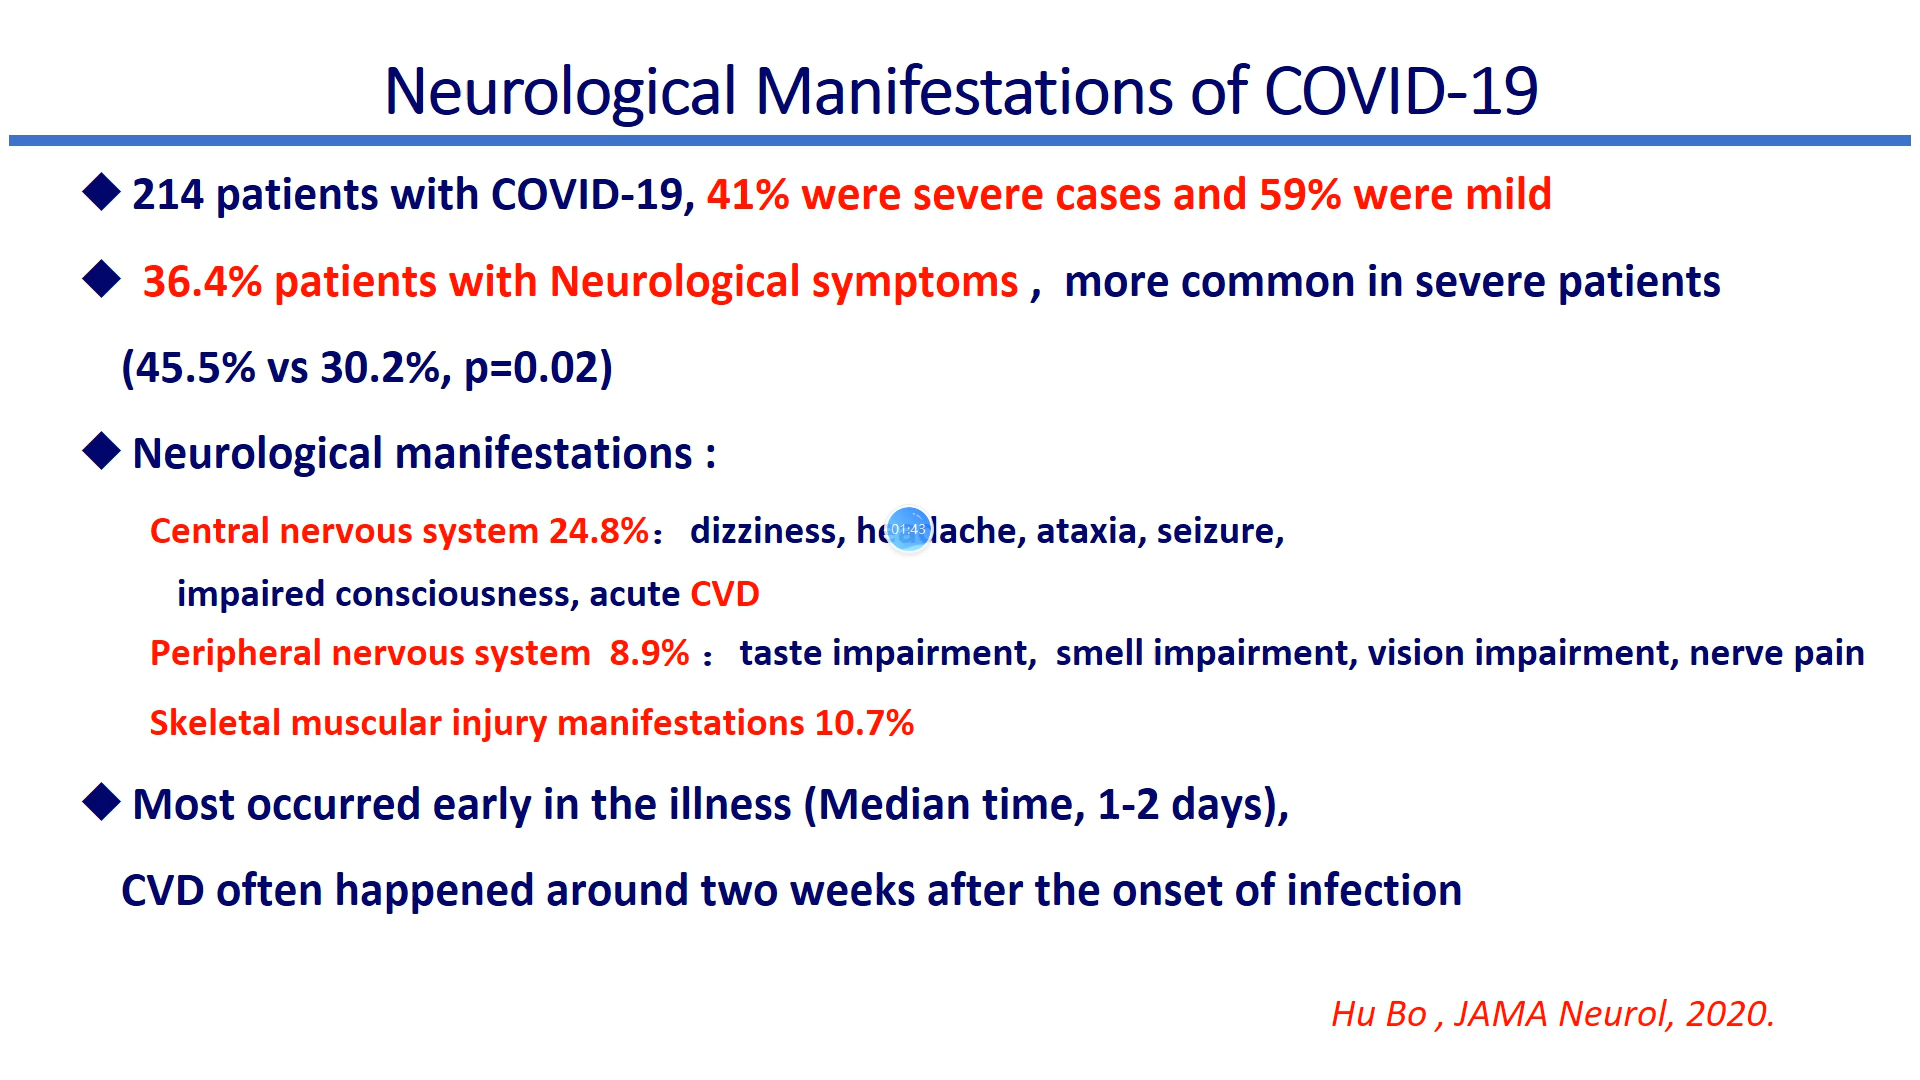 Neurological Manifestations of COVID-19
◆ 214 patients with COVID-19, 41% were severe cases and 59% were mild
◆ 36.4% patients with Neurological symptoms , more common in severe patients
(45.5% vs 30.2%, p=0.02)
◆ Neurological manifestations :
Central nervous system 24.8%： dizziness, headache, ataxia, seizure,
01:43
impaired consciousness, acute CVD
Peripheral nervous system 8.9% ： taste impairment, smell impairment, vision impairment, nerve pain
Skeletal muscular injury manifestations 10.7%
◆ Most occurred early in the illness (Median time, 1-2 days),
CVD often happened around two weeks after the onset of infection
Hu Bo , JAMA Neurol, 2020.